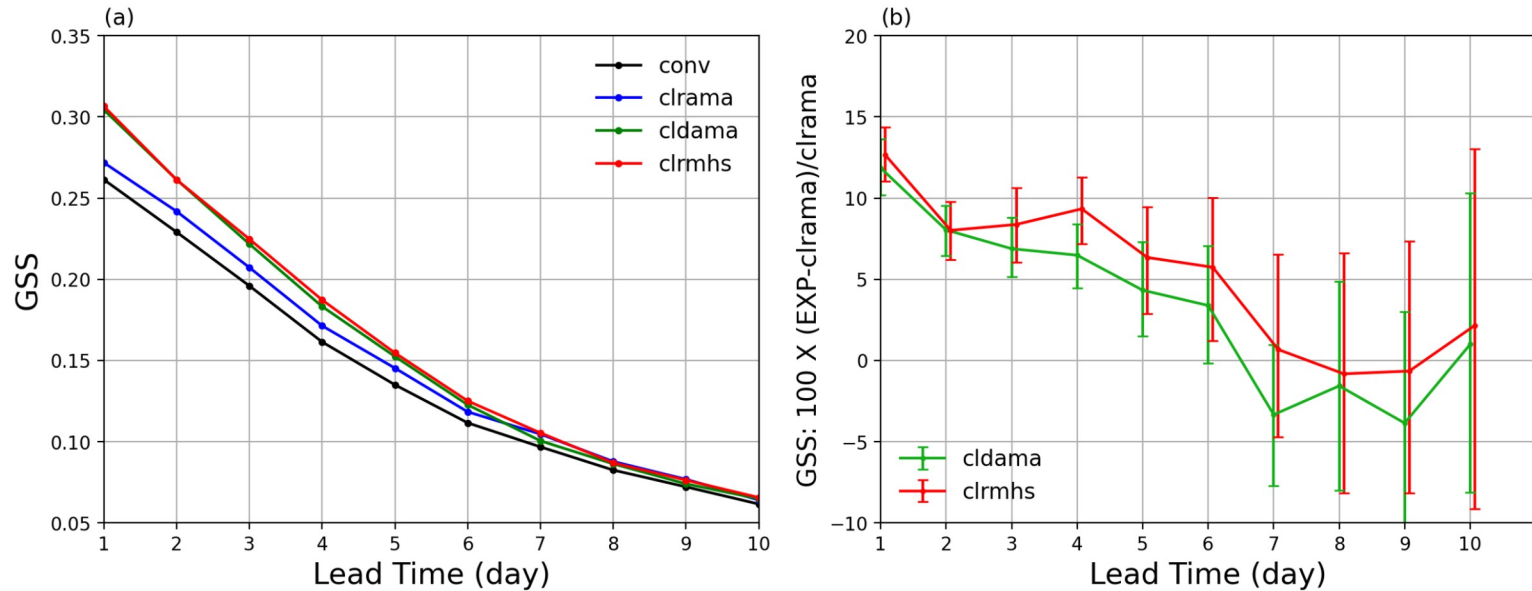 (a)
0.35
0.30
0.25
0.20
0.15
0.10
0.05
GSS
1 2 3 4 5 6 7 8 9 10
Lead Time (day)
conv
clrama
cldama
clrmhs
(b)
20
15
10
5
0
−5
−10
GSS: 100 X (EXP-clrama)/clrama
1 2 3 4 5 6 7 8 9 10
Lead Time (day)
cldama
clrmhs